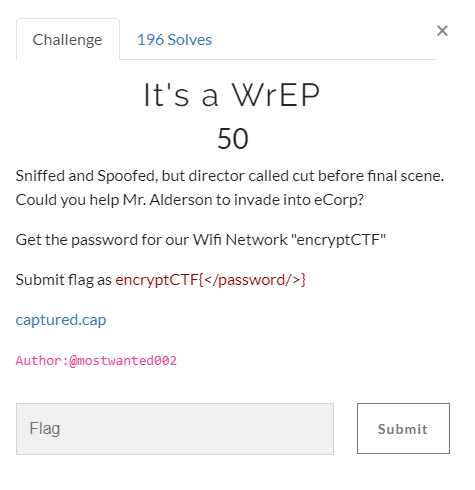 Challenge
196 Solves
×
It's a WrEP
50
Sniffed and Spoofed, but director called cut before final scene.
Could you help Mr. Alderson to invade into eCorp?
Get the password for our Wifi Network "encryptCTF"
Submit flag as encryptCTF{</password/>}
captured.cap
Author:@mostwanted002
Flag
Submit